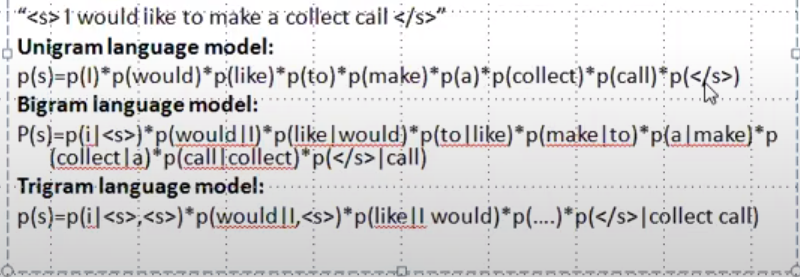 “<s> I would like to make a collect call </s>”
Unigram language model:
p(s)=p(I)*p(would)*p(like)*p(to)*p(make)*p(a)*p(collect)*p(call)*p(</s>)
Bigram language model:
P(s)=p(i|<s>)*p(would|I)*p(like|would)*p(to|like)*p(make|to)*p(a|make)*p
(collect|a)*p(call|collect)*p(</s>|call)
Trigram language model:
p(s)=p(i|<s>,<s>)*p(would|I,<s>)*p(like|I would)*p(....)*p(</s>|collect call)